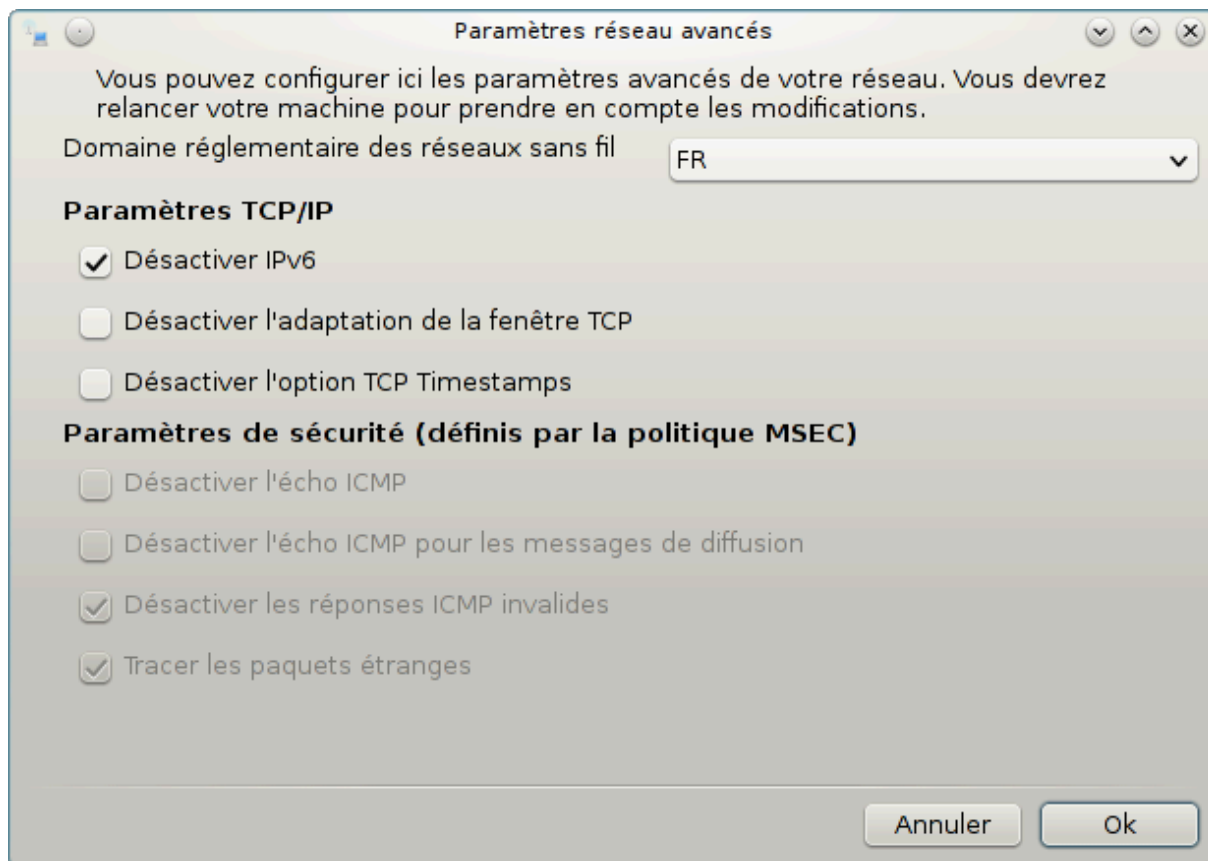 Paramètres réseau avancés
Vous pouvez configurer ici les paramètres avancés de votre réseau. Vous devrez
relancer votre machine pour prendre en compte les modifications.
Domaine réglementaire des réseaux sans fil
FR
Paramètres TCP/IP
Désactiver IPv6
Désactiver l'adaptation de la fenêtre TCP
Désactiver l'option TCP Timestamps
Paramètres de sécurité (définis par la politique MSEC)
Désactiver l'écho ICMP
Désactiver l'écho ICMP pour les messages de diffusion
Désactiver les réponses ICMP invalides
Tracer les paquets étranges
Annuler
Ok